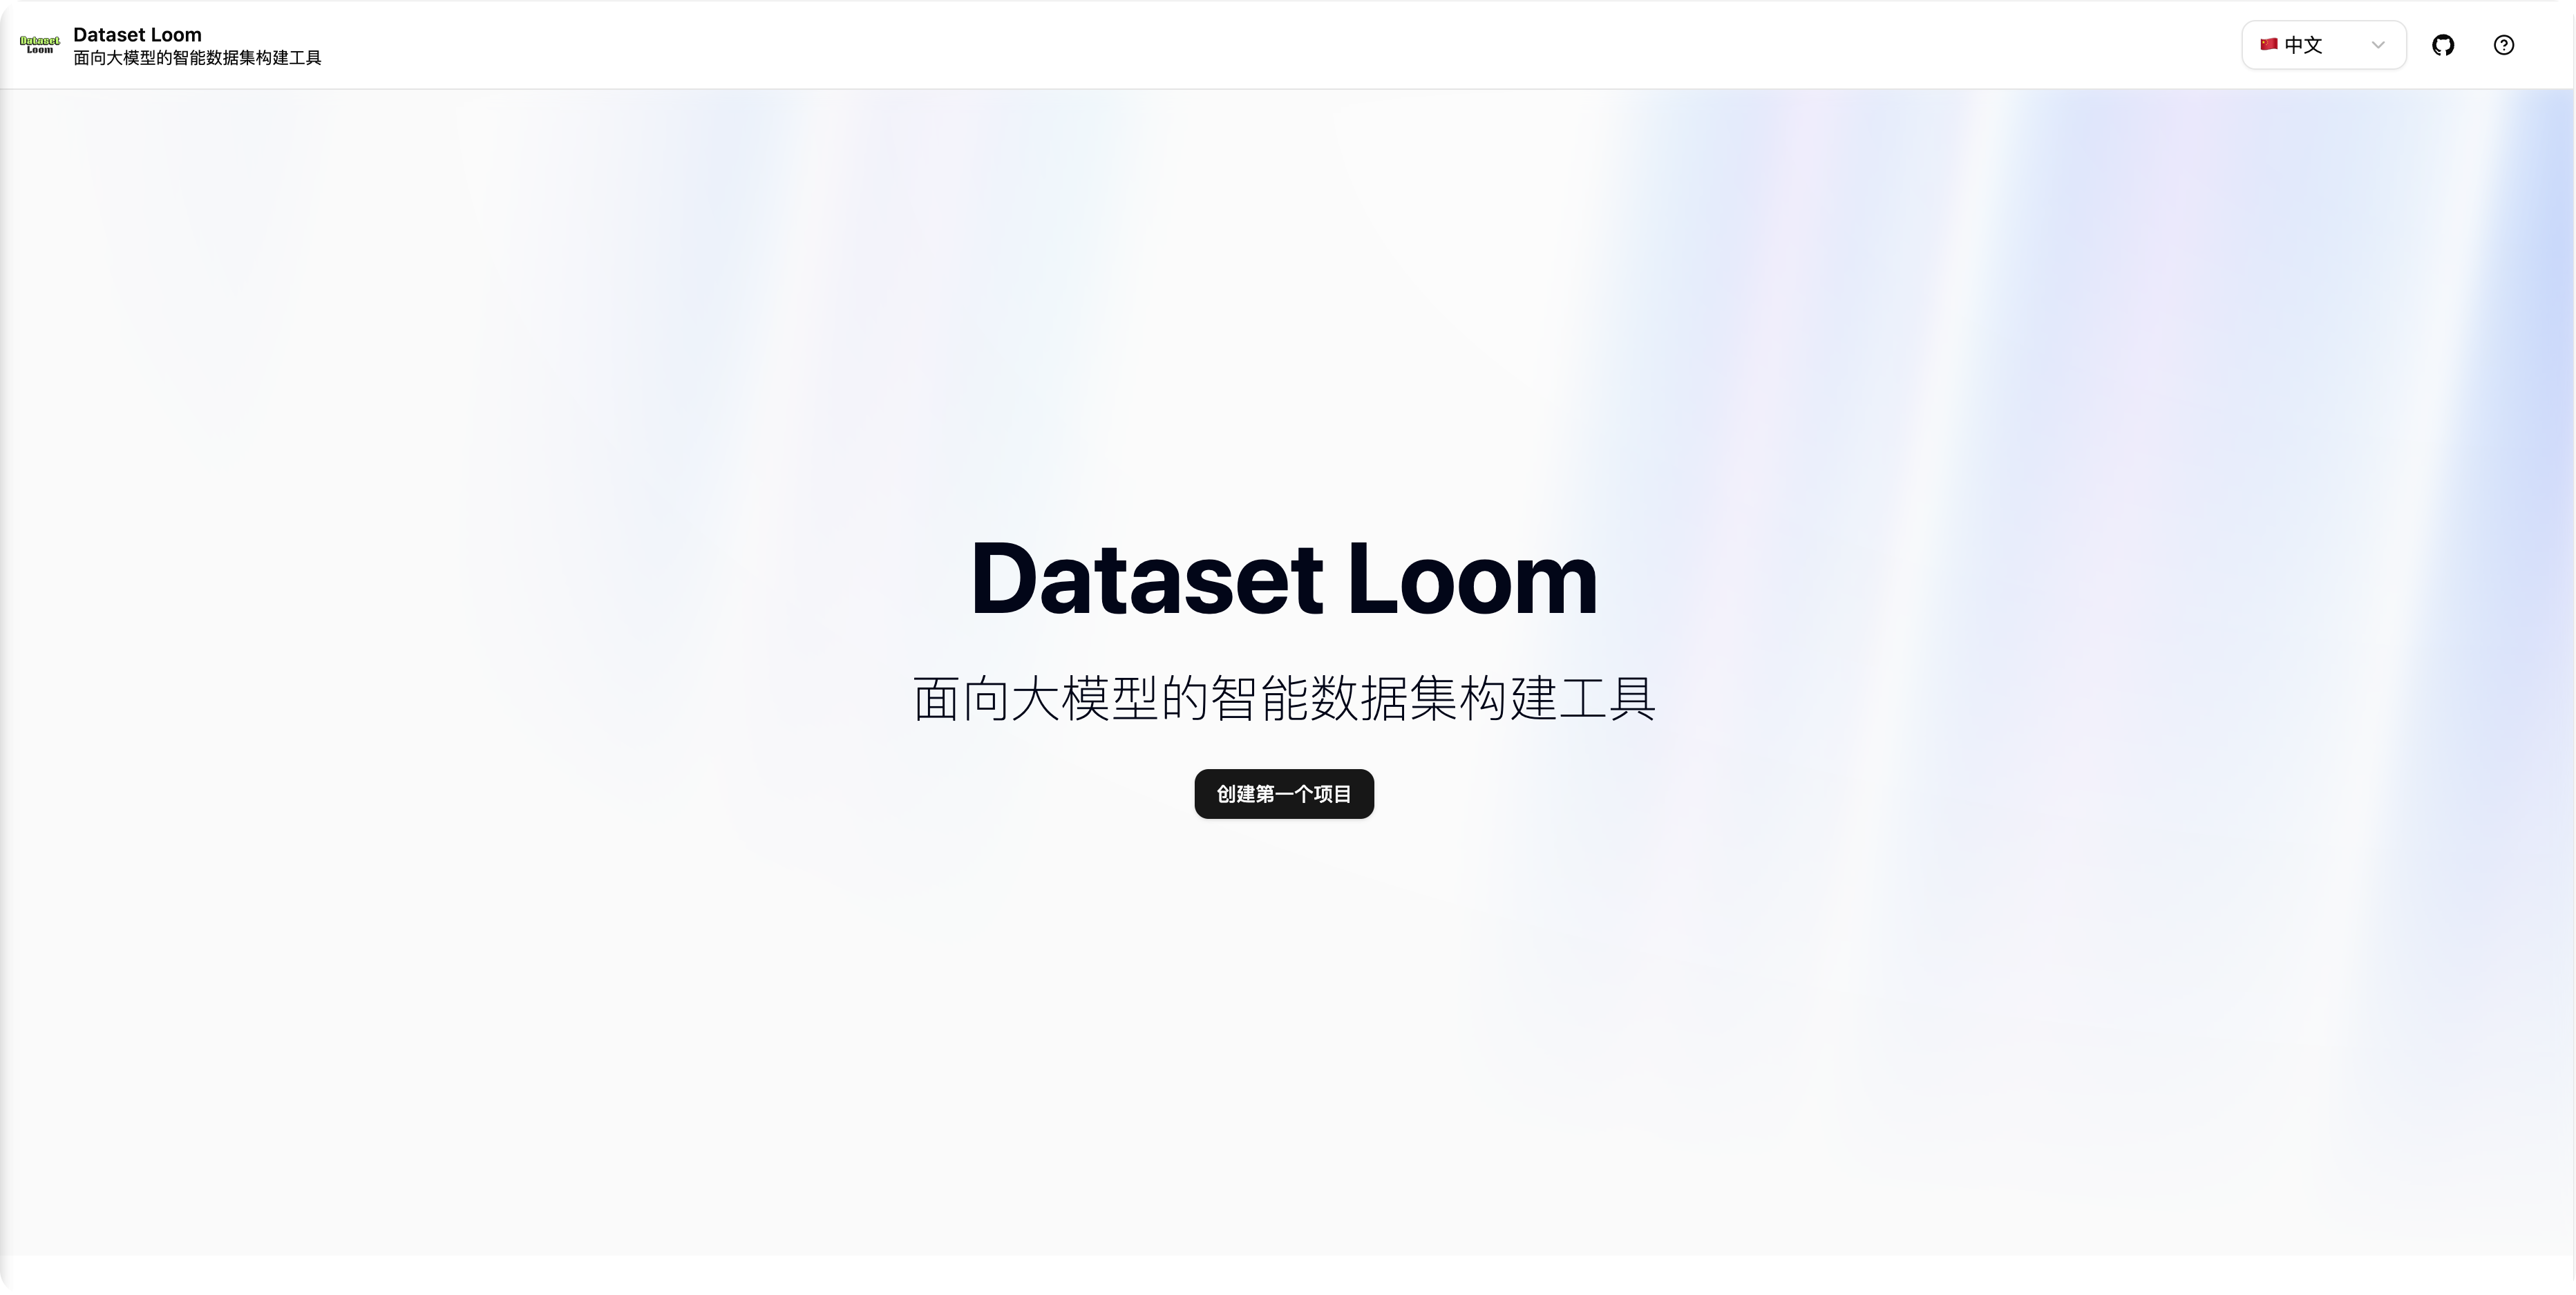 Dataset
Loom
Dataset Loom
面向大模型的智能数据集构建工具
中文
Dataset Loom
面向大模型的智能数据集构建工具
创建第一个项目